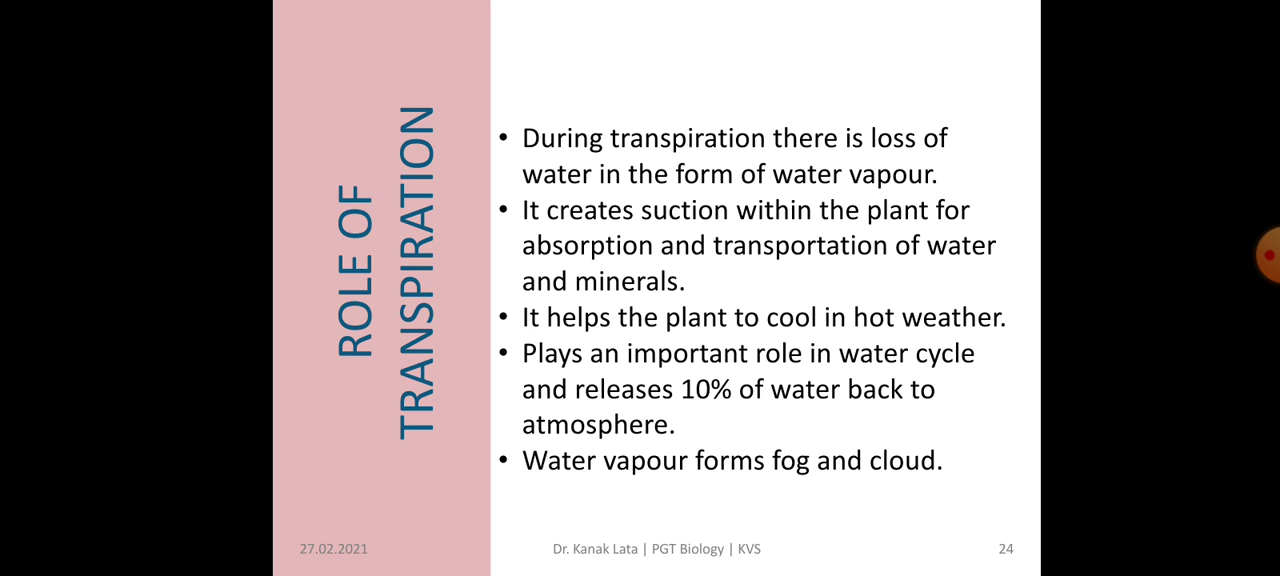 ROLE OF
TRANSPIRATION
• During transpiration there is loss of
water in the form of water vapour.
• It creates suction within the plant for
absorption and transportation of water
and minerals.
• It helps the plant to cool in hot weather.
• Plays an important role in water cycle
and releases 10% of water back to
atmosphere.
• Water vapour forms fog and cloud.
27.02.2021
Dr. Kanak Lata | PGT Biology | KVS
24